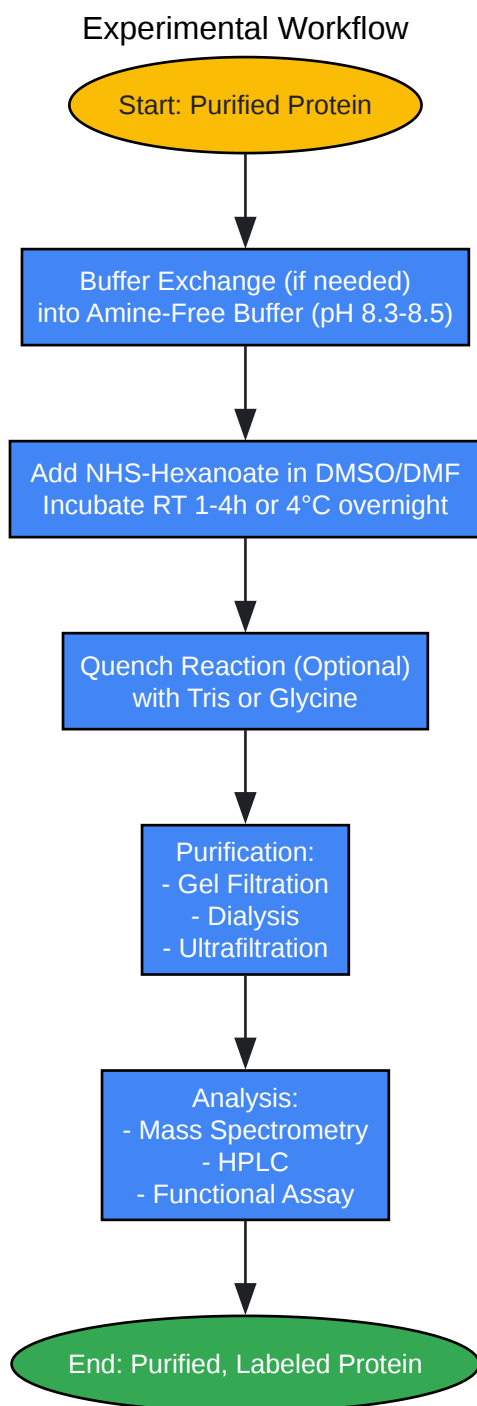 Experimental Workflow
Start: Purified Protein
Buffer Exchange (if needed)
into Amine-Free Buffer (pH 8.3-8.5)
Add NHS-Hexanoate in DMSO/DMF
Incubate RT 1-4h or 4°C overnight
Quench Reaction (Optional)
with Tris or Glycine
Purification:
- Gel Filtration
- Dialysis
- Ultrafiltration
Analysis:
- Mass Spectrometry
- HPLC
- Functional Assay
End: Purified, Labeled Protein